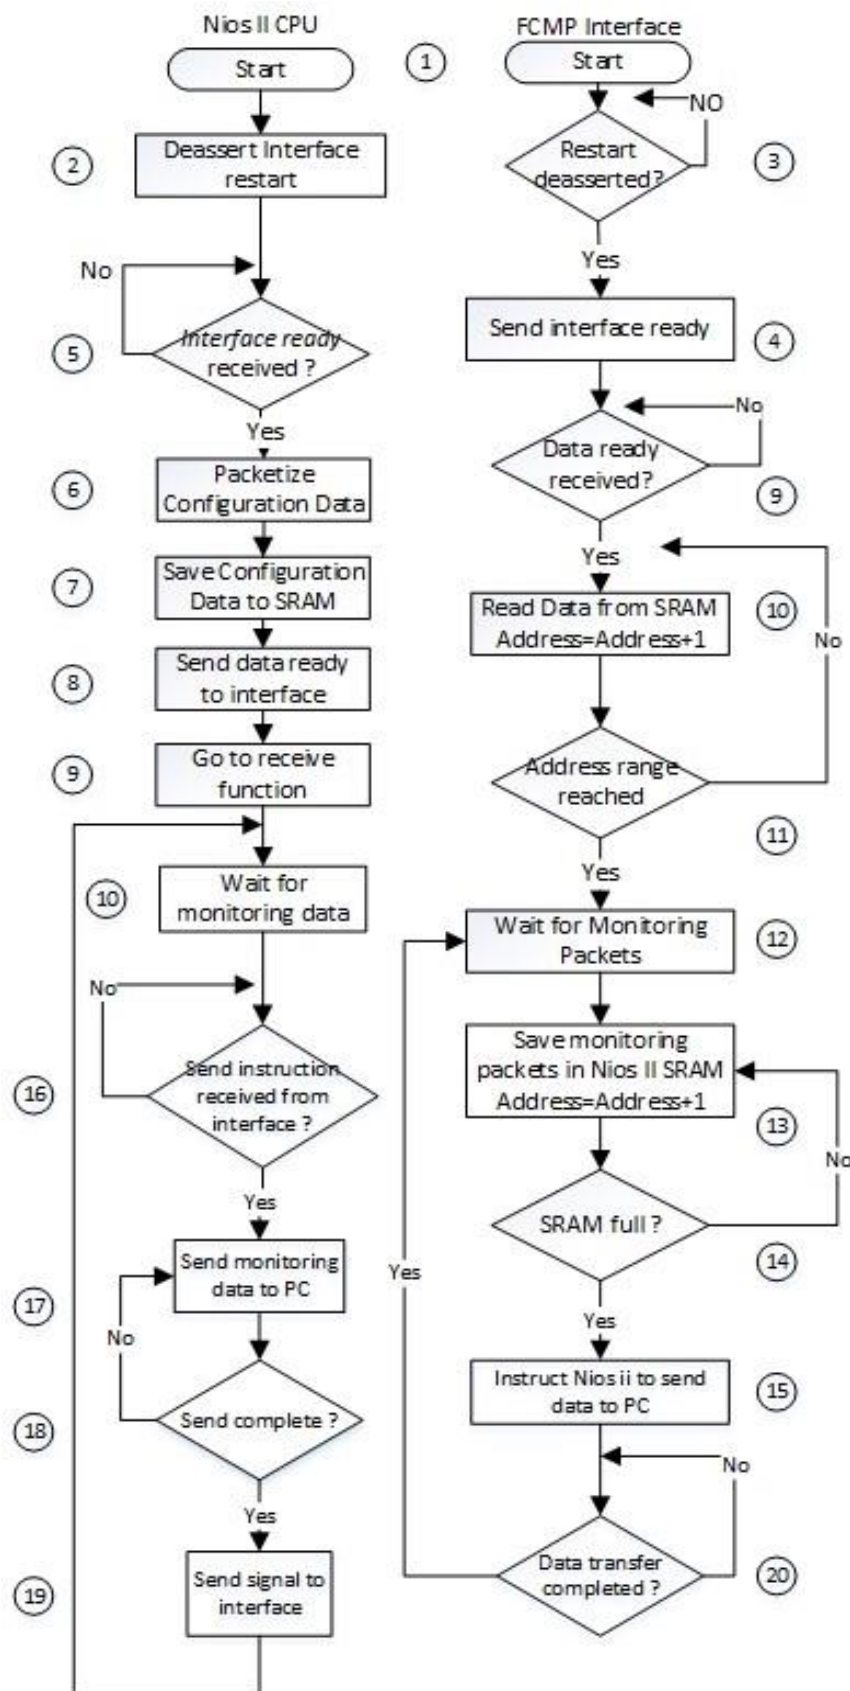 Nios II CPU
FCMP Interface
Start
1
Start
NO
2
Deassert Interface
restart
Restart
deasserted?
3
Yes
No
Send interface ready
4
5
Interface ready
received ?
Yes
No
Data ready
received?
9
6
Packetize
Configuration Data
Yes
7
Save Configuration
Data to SRAM
Read Data from SRAM
Address=Address+1
10
No
8
Send data ready
to interface
9
Go to receive
function
Address range
reached
11
Yes
10
Wait for
monitoring data
Wait for Monitoring
Packets
12
No
16
Send instruction
received from
interface ?
Save monitoring
packets in Nios II SRAM
Address=Address+1
13
No
Yes
SRAM full ?
14
Send monitoring
data to PC
17
Yes
Yes
No
18
Send complete ?
Instruct Nios ii to send
data to PC
15
No
Yes
19
Send signal to
interface
Data transfer
completed ?
20